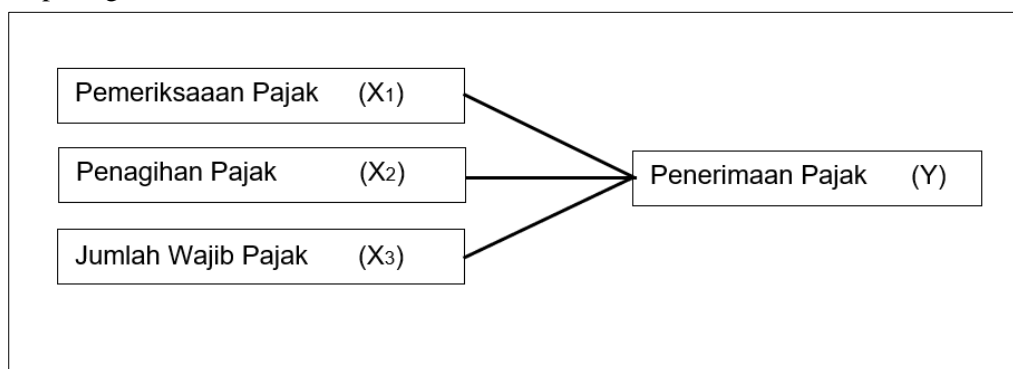 Pemeriksaaan Pajak (X1)
Penagihan Pajak (X2)
Penerimaan Pajak (Y)
Jumlah Wajib Pajak (X3)